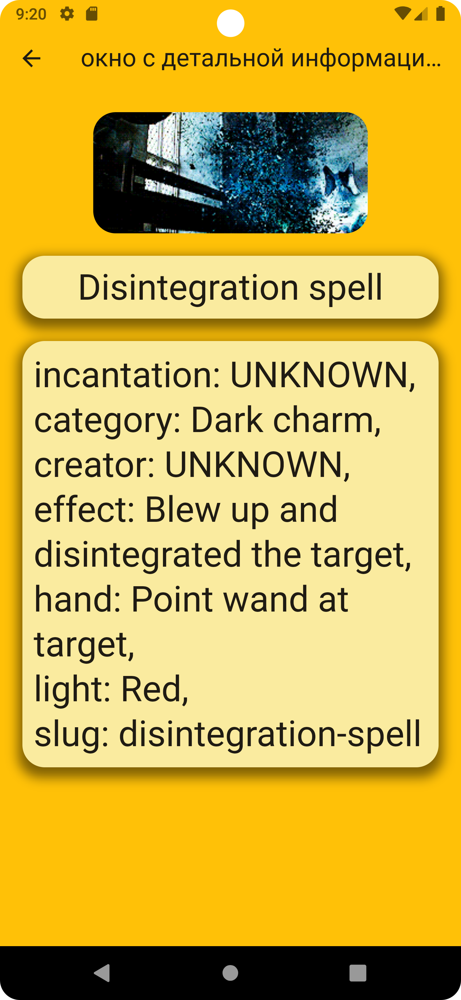 9:20
окно с детальной информаци...
Disintegration spell
incantation: UNKNOWN,
category: Dark charm,
creator: UNKNOWN,
effect: Blew up and
disintegrated the target,
hand: Point wand at
target,
light: Red,
slug: disintegration-spell